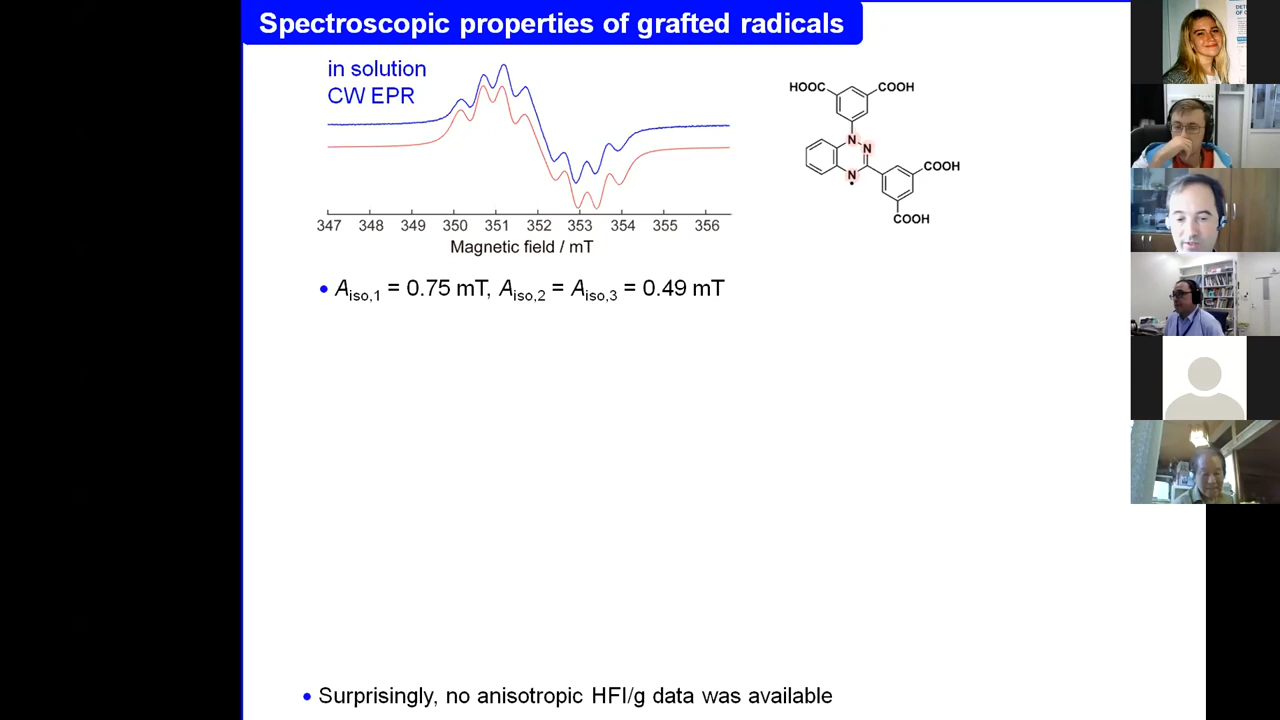 Spectroscopic properties of grafted radicals
in solution
CW EPR
347 348 349 350 351 352 353 354 355 356
Magnetic field / mT
HOOC COOH
N N
N
COOH
COOH
• Aiso,1 = 0.75 mT, Aiso,2 = Aiso,3 = 0.49 mT
• Surprisingly, no anisotropic HFI/g data was available